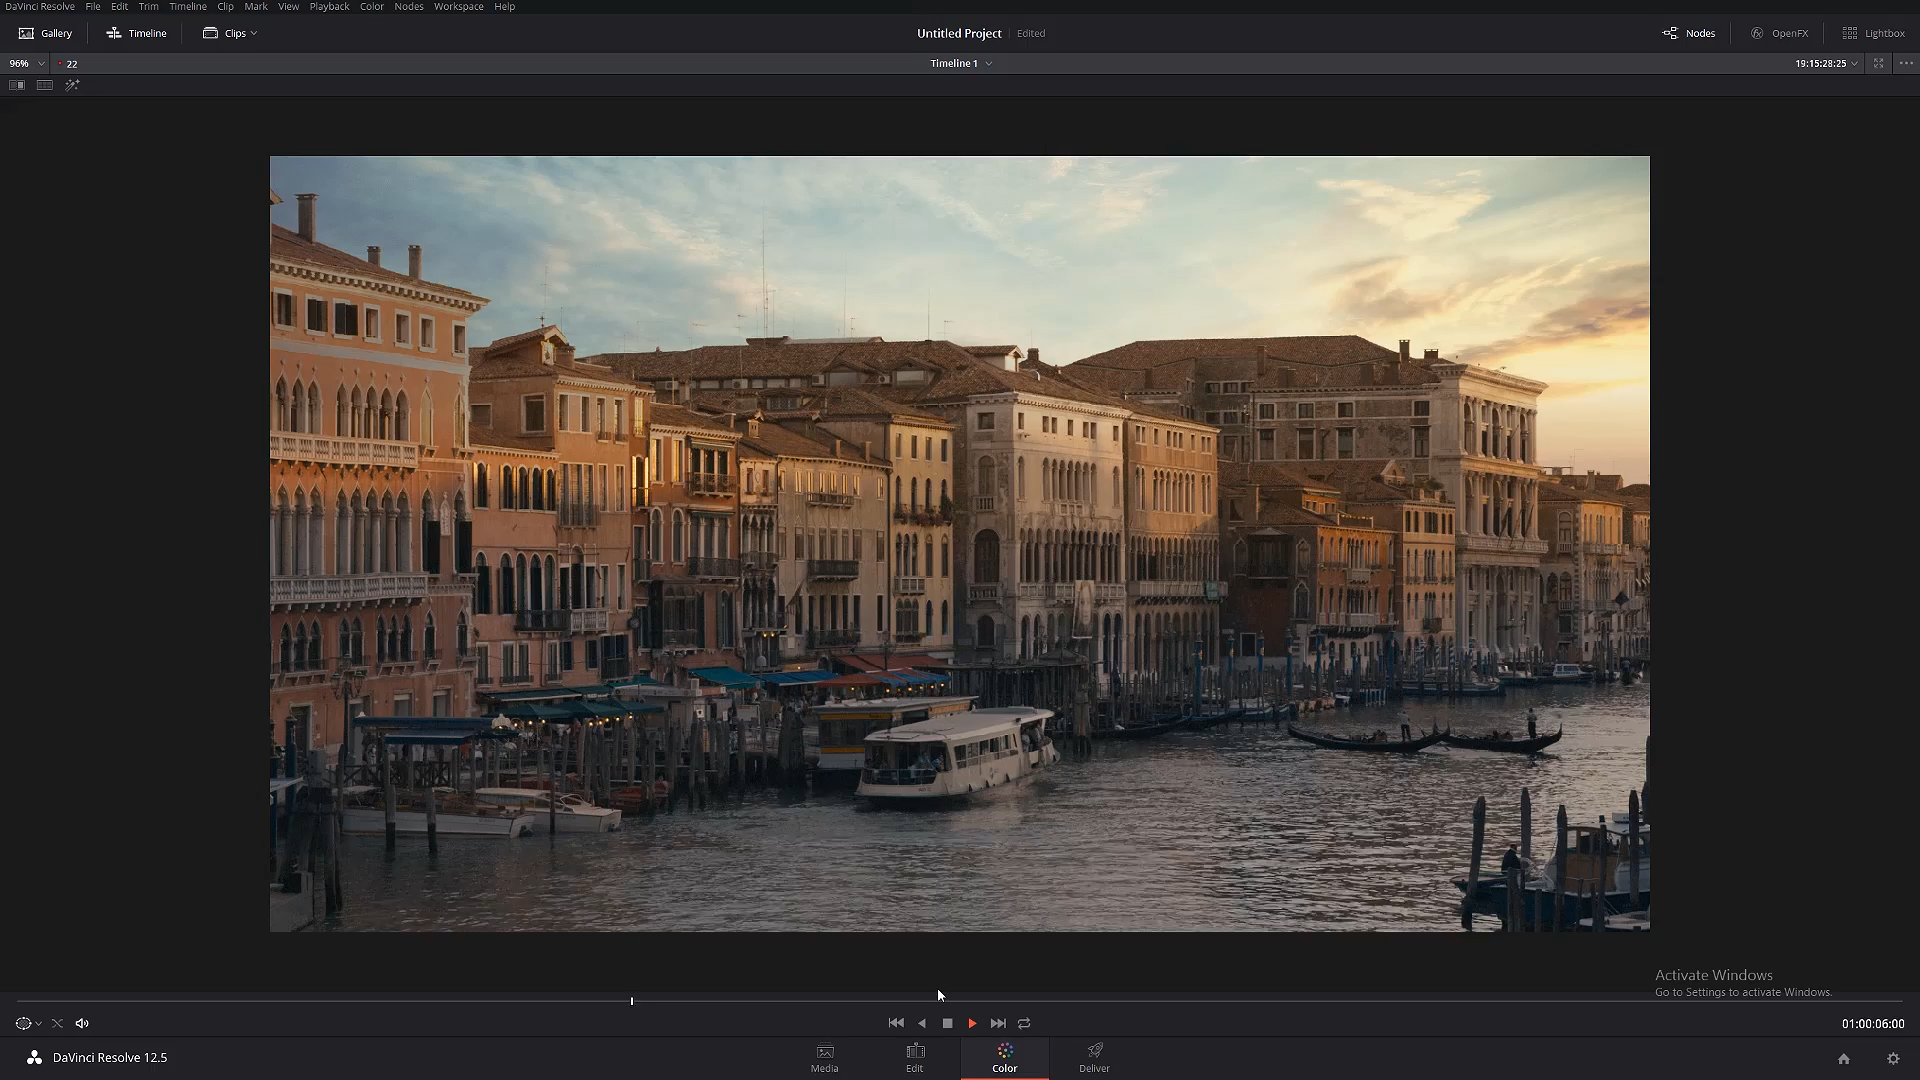 DaVinci Resolve File Edit Trim Timeline Clip Mark View Playback Color Nodes Workspace Help
Gallery Timeline Clips Untitled Project Edited Nodes OpenFX Lightbox
96% 22 Timeline 1 19:15:28:25
Activate Windows
Go to Settings to activate Windows.
01:00:06:00
DaVinci Resolve 12.5 Media Edit Color Deliver